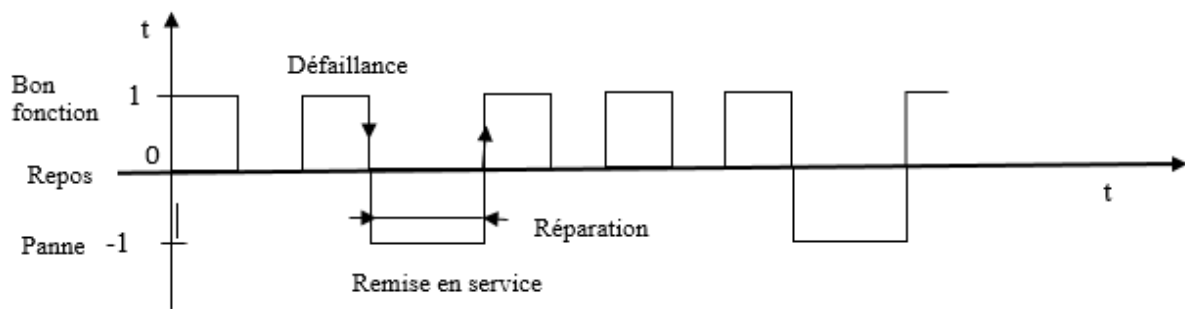 t
Défaillance
Bon
fonction
1
0
Repos
t
Panne
-1
Réparation
Remise en service